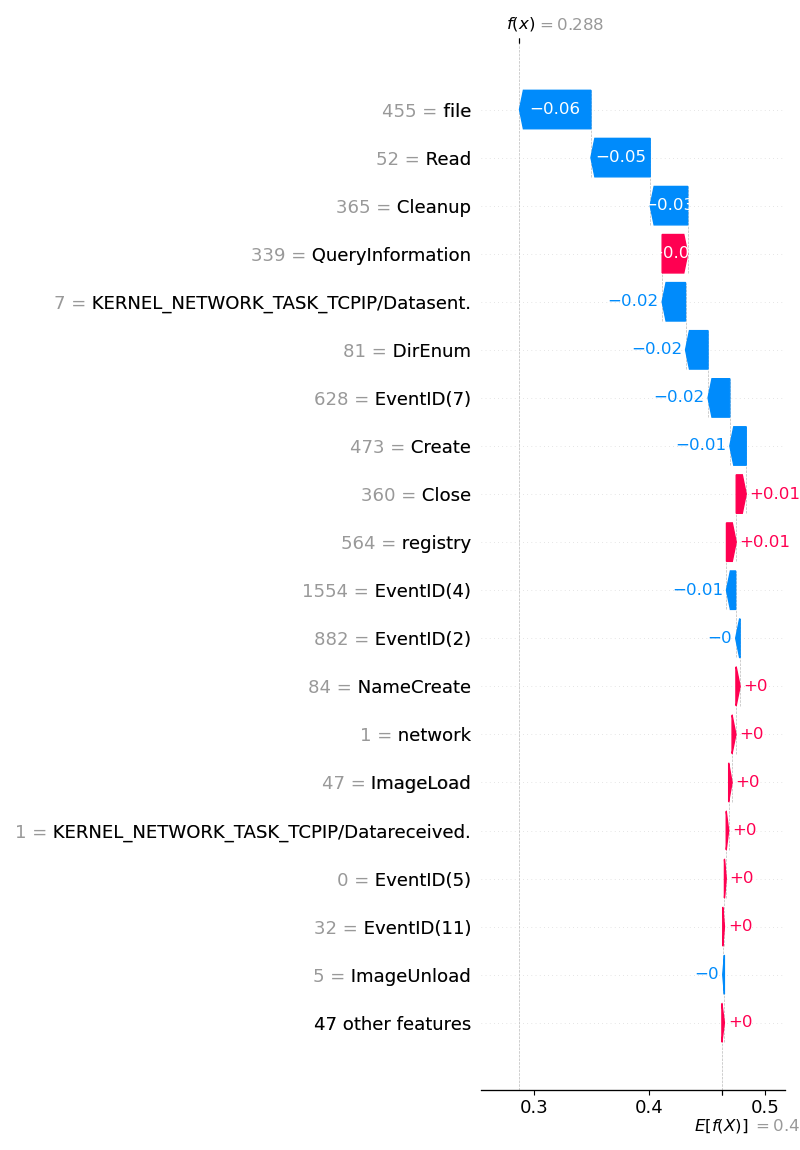 f(x) = 0.288
455 = file −0.06
52 = Read −0.05
365 = Cleanup −0.03
339 = QueryInformation
7 = KERNEL_NETWORK_TASK_TCPIP/Datasent. −0.02
81 = DirEnum −0.02
628 = EventID(7) −0.02
473 = Create −0.01
360 = Close +0.01
564 = registry +0.01
1554 = EventID(4) −0.01
882 = EventID(2) −0
84 = NameCreate +0
1 = network +0
47 = ImageLoad +0
1 = KERNEL_NETWORK_TASK_TCPIP/Datareceived. +0
0 = EventID(5) +0
32 = EventID(11) +0
5 = ImageUnload −0
47 other features +0
0.3 0.4 0.5
E[f(X)] = 0.4